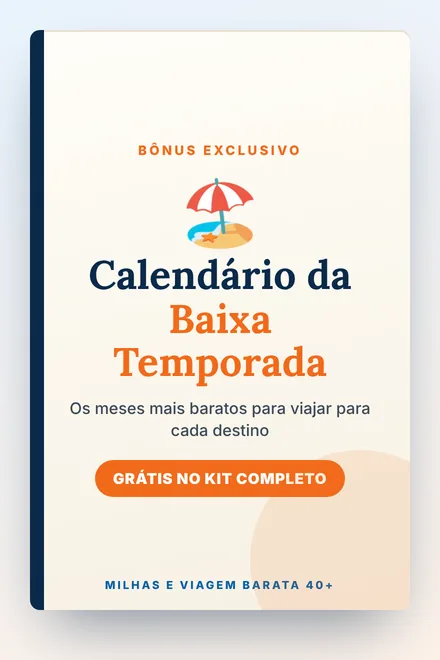 BÔNUS EXCLUSIVO
Calendário da
Baixa
Temporada
Os meses mais baratos para viajar para
cada destino
GRÁTIS NO KIT COMPLETO
MILHAS E VIAGEM BARATA 40+